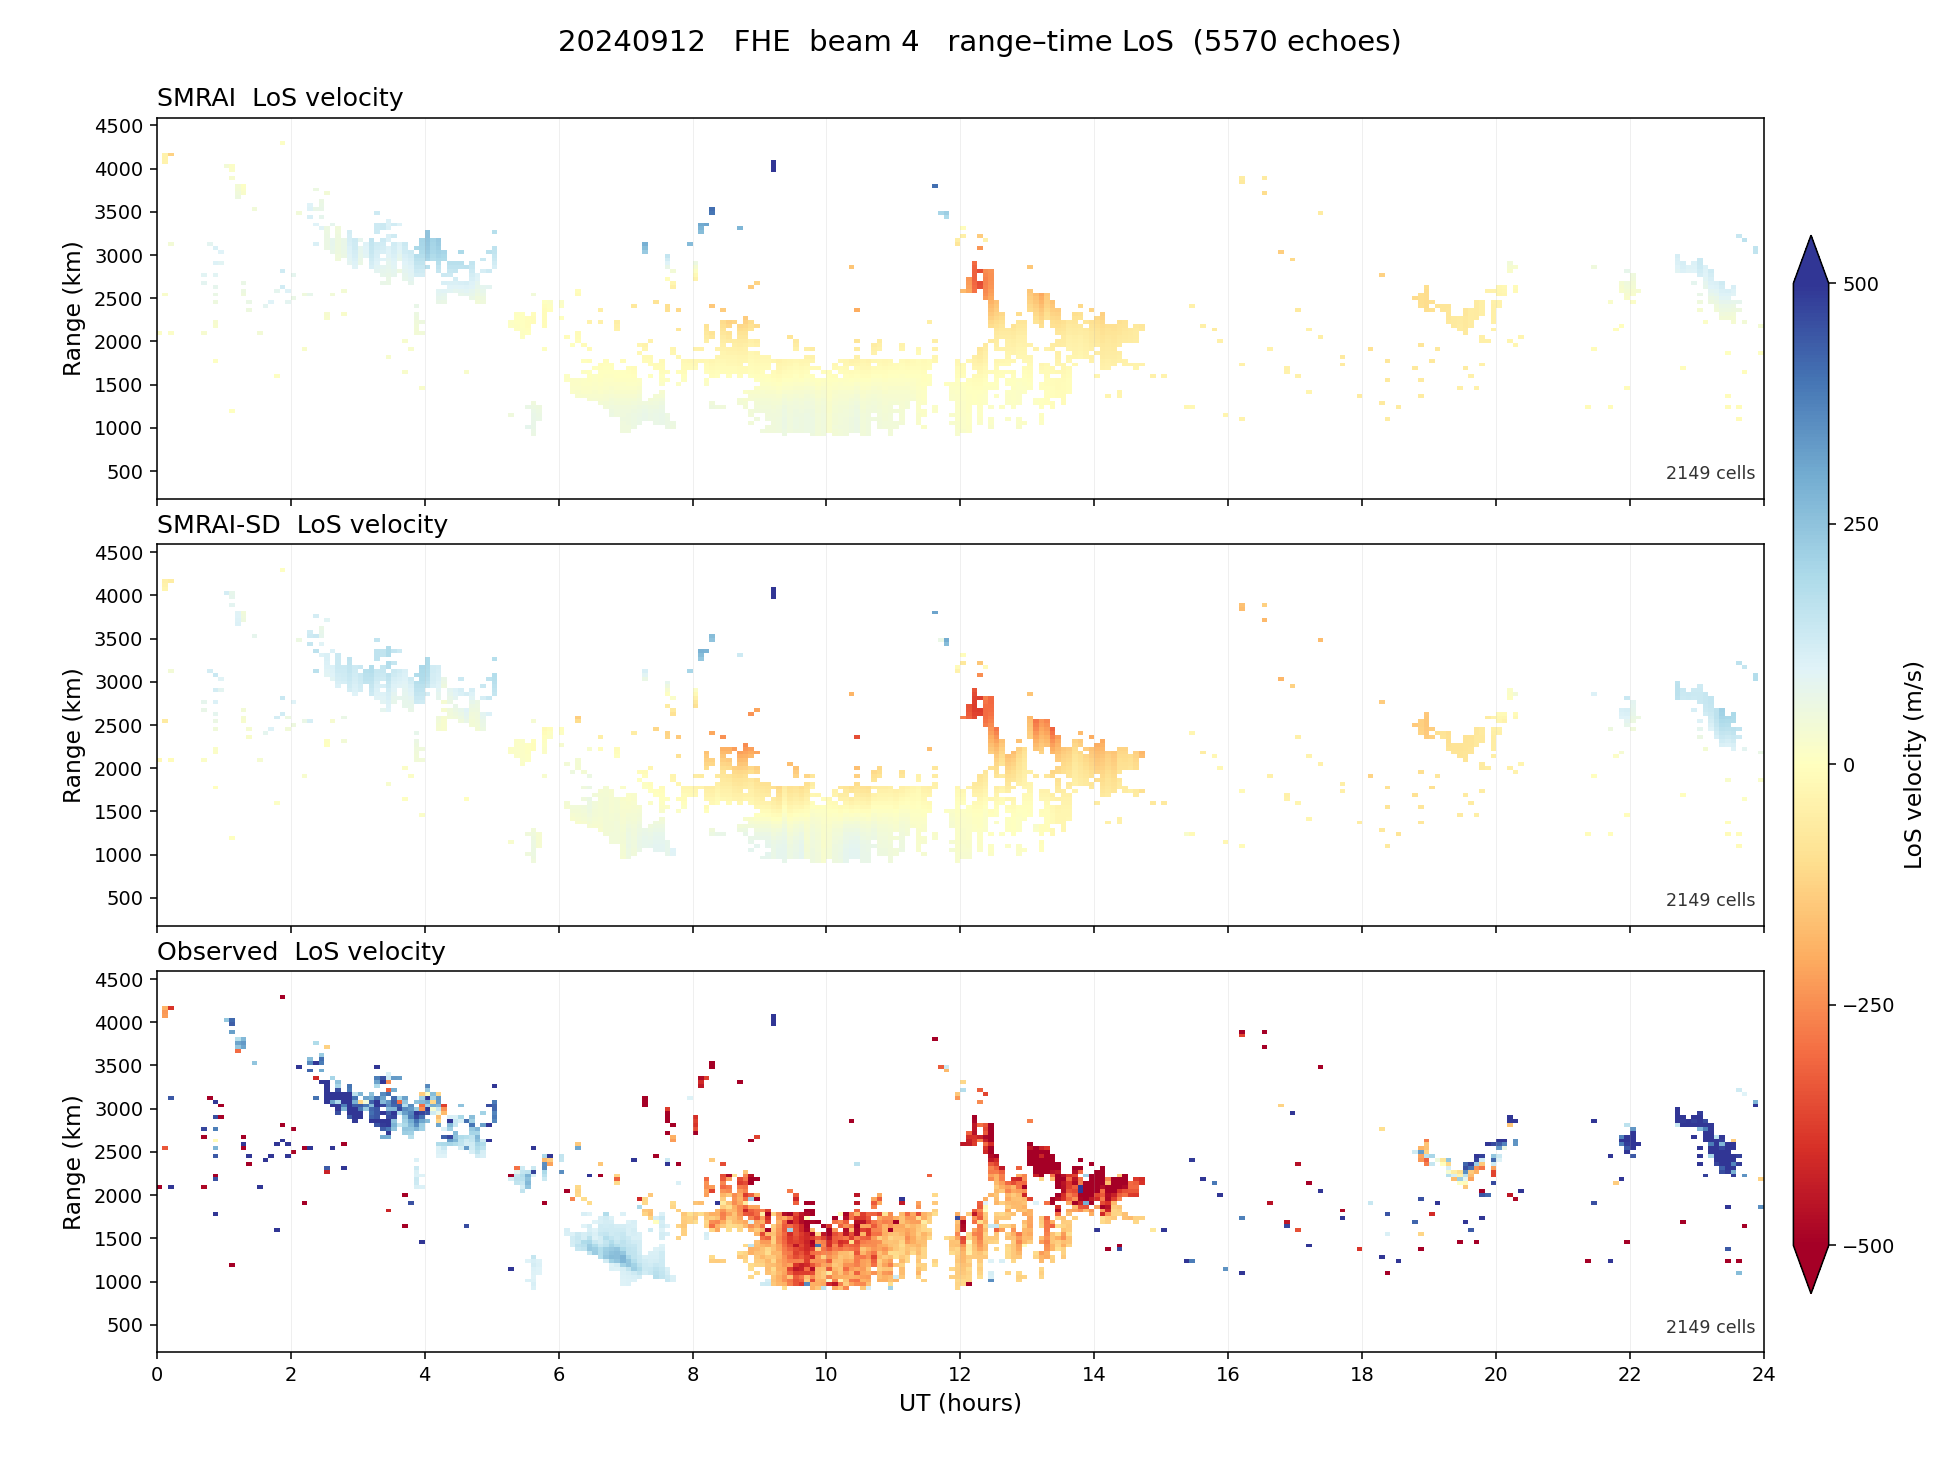 20240912   FHE  beam 4   range–time LoS  (5570 echoes)
SMRAI  LoS velocity
4500
4000
3500
3000
2500
2000
1500
1000
500
Range (km)
2149 cells
SMRAI-SD  LoS velocity
4500
4000
3500
3000
2500
2000
1500
1000
500
Range (km)
2149 cells
Observed  LoS velocity
4500
4000
3500
3000
2500
2000
1500
1000
500
Range (km)
2149 cells
0 2 4 6 8 10 12 14 16 18 20 22 24
UT (hours)
500
250
0
−250
−500
LoS velocity (m/s)